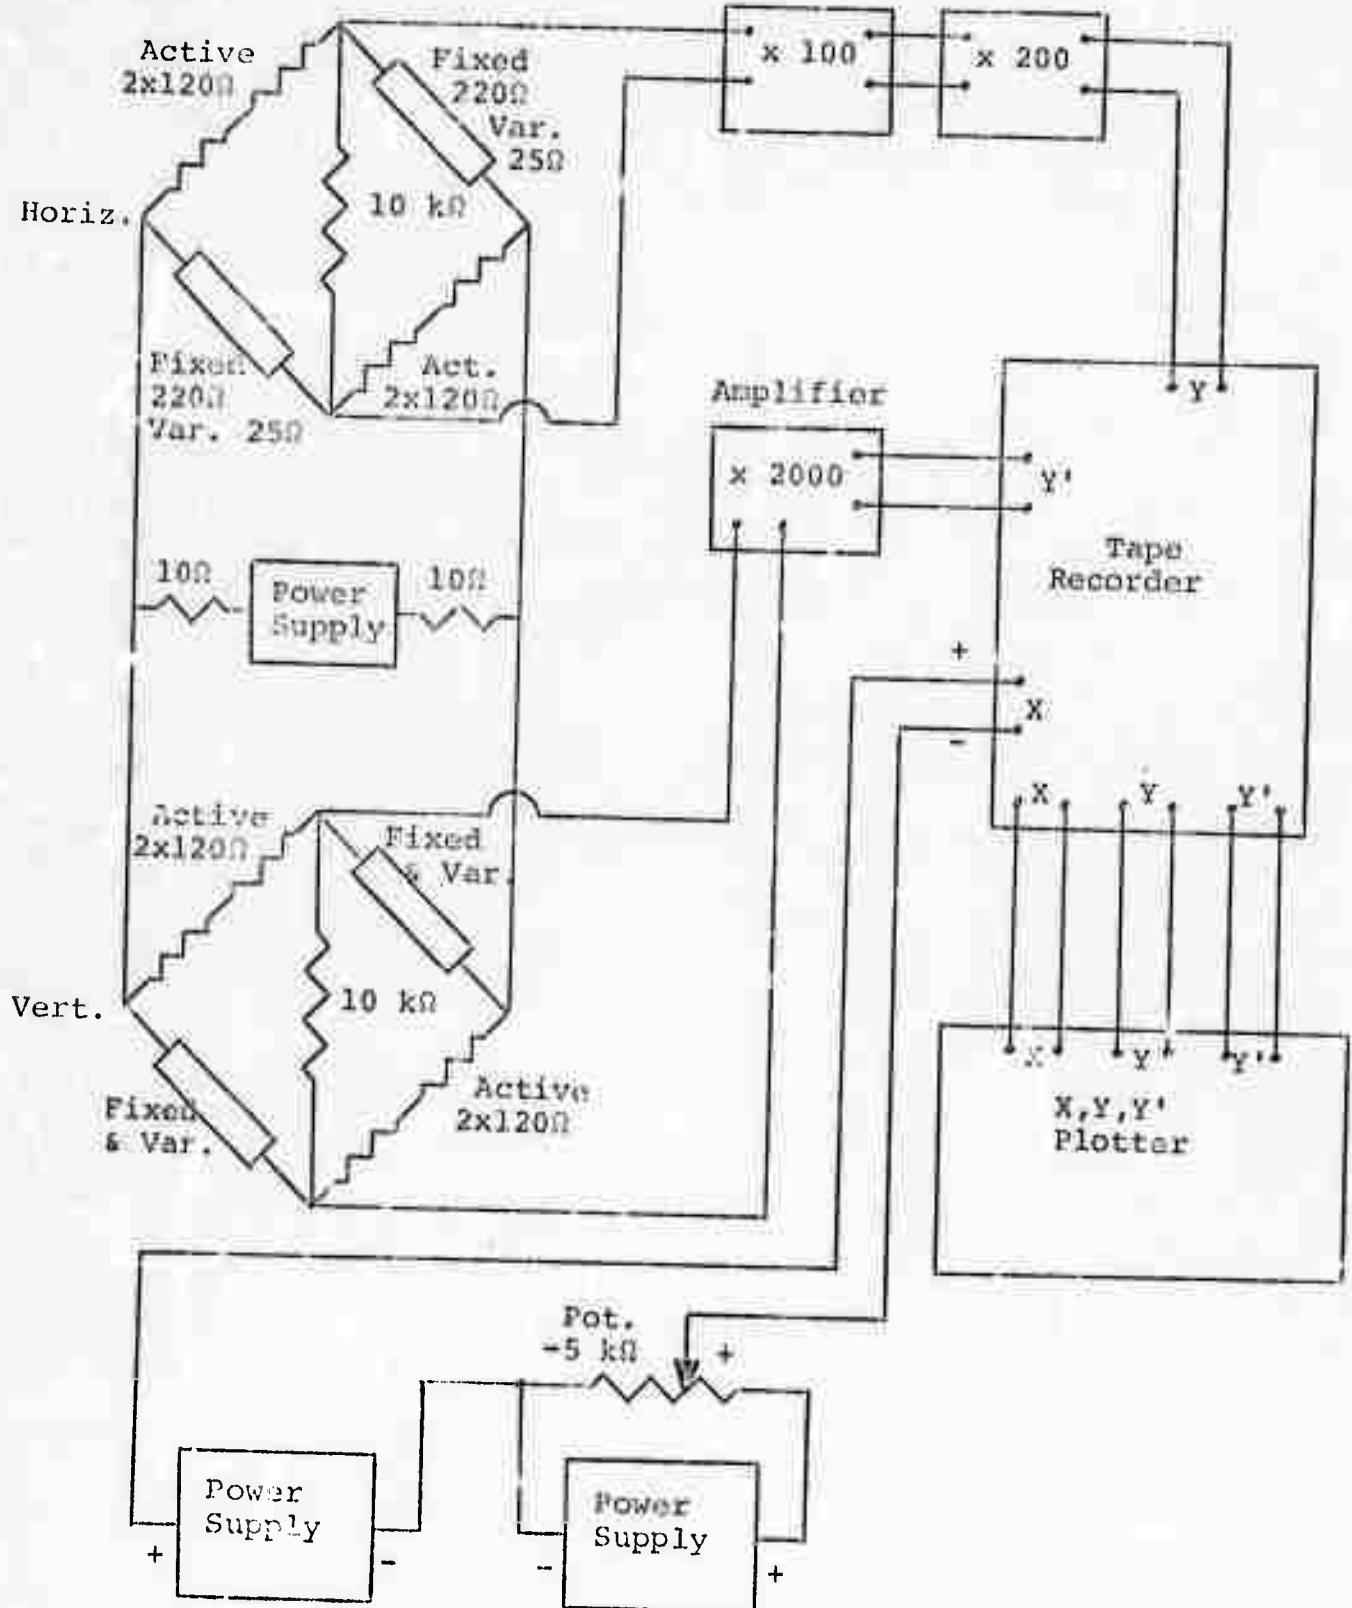 Active
2x120Ω
Fixed
220Ω
Var.
25Ω
x 100
x 200
10 kΩ
Horiz.
Fixed
220Ω
Var. 25Ω
Act.
2x120Ω
Amplifier
x 2000
Y
Y'
Tape
Recorder
10Ω
Power
Supply
10Ω
+
X
-
X
Y
Y'
Active
2x120Ω
Fixed
& Var.
10 kΩ
Vert.
Fixed
& Var.
Active
2x120Ω
X
Y
Y'
X,Y,Y'
Plotter
Pot.
-5 kΩ
+
Power
Supply
+
-
Power
Supply
-
+